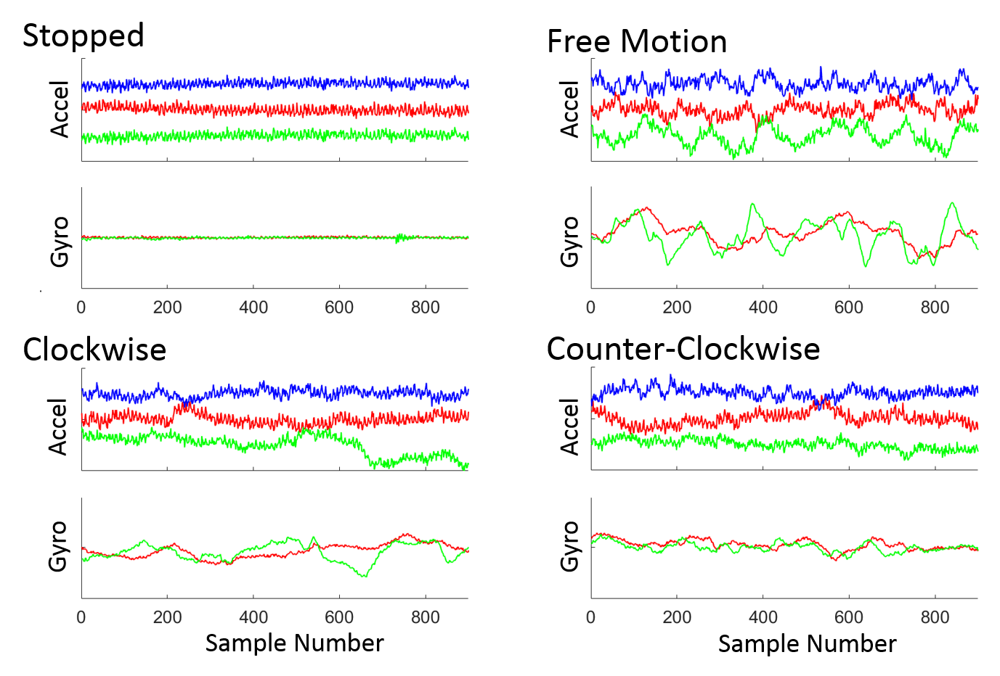 Stopped
Accel
Gyro
0 200 400 600 800
Free Motion
Accel
Gyro
0 200 400 600 800
Clockwise
Accel
Gyro
0 200 400 600 800
Sample Number
Counter-Clockwise
Accel
Gyro
0 200 400 600 800
Sample Number